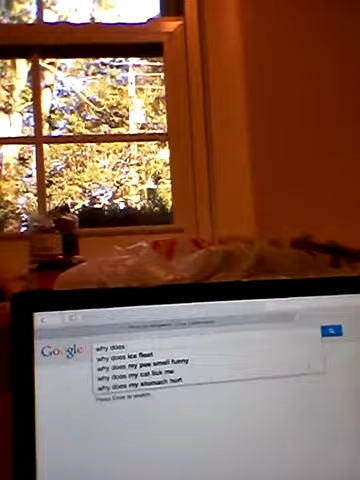 Google
why does
why does ice float
why does my pee smell funny
why does my cat lick me
why does my stomach hurt
Press Enter to search.